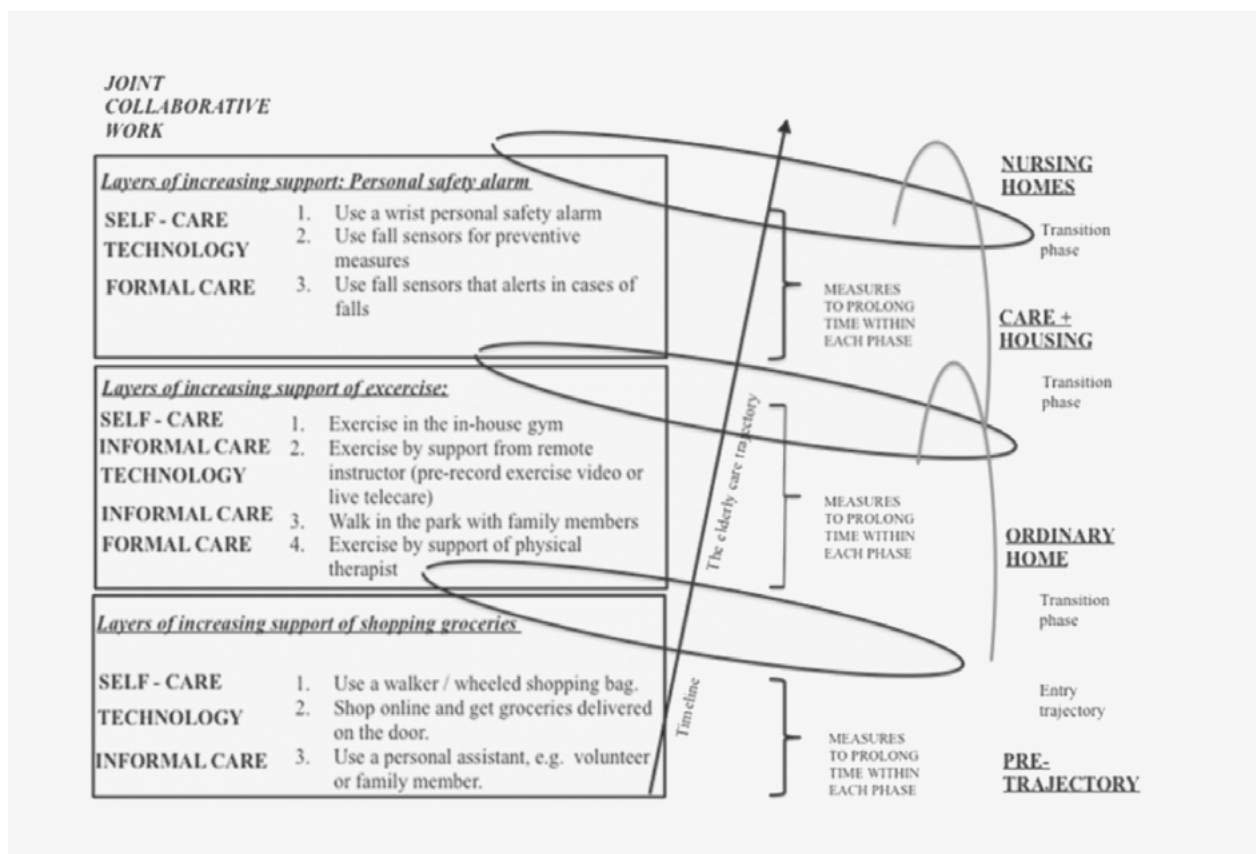 JOINT
COLLABORATIVE
WORK
Layers of increasing support: Personal safety alarm
SELF - CARE
TECHNOLOGY
FORMAL CARE
1. Use a wrist personal safety alarm
2. Use fall sensors for preventive
measures
3. Use fall sensors that alerts in cases of
falls
Layers of increasing support of excercise;
SELF - CARE
INFORMAL CARE
TECHNOLOGY
INFORMAL CARE
FORMAL CARE
1. Exercise in the in-house gym
2. Exercise by support from remote
instructor (pre-record exercise video or
live telecare)
3. Walk in the park with family members
4. Exercise by support of physical
therapist
Layers of increasing support of shopping groceries
SELF - CARE
TECHNOLOGY
INFORMAL CARE
1. Use a walker / wheeled shopping bag.
2. Shop online and get groceries delivered
on the door.
3. Use a personal assistant, e.g. volunteer
or family member.
Timeline
The elderly care trajectory
MEASURES
TO PROLONG
TIME WITHIN
EACH PHASE
MEASURES
TO PROLONG
TIME WITHIN
EACH PHASE
MEASURES
TO PROLONG
TIME WITHIN
EACH PHASE
NURSING
HOMES
Transition
phase
CARE +
HOUSING
Transition
phase
ORDINARY
HOME
Transition
phase
Entry
trajectory
PRE-
TRAJECTORY